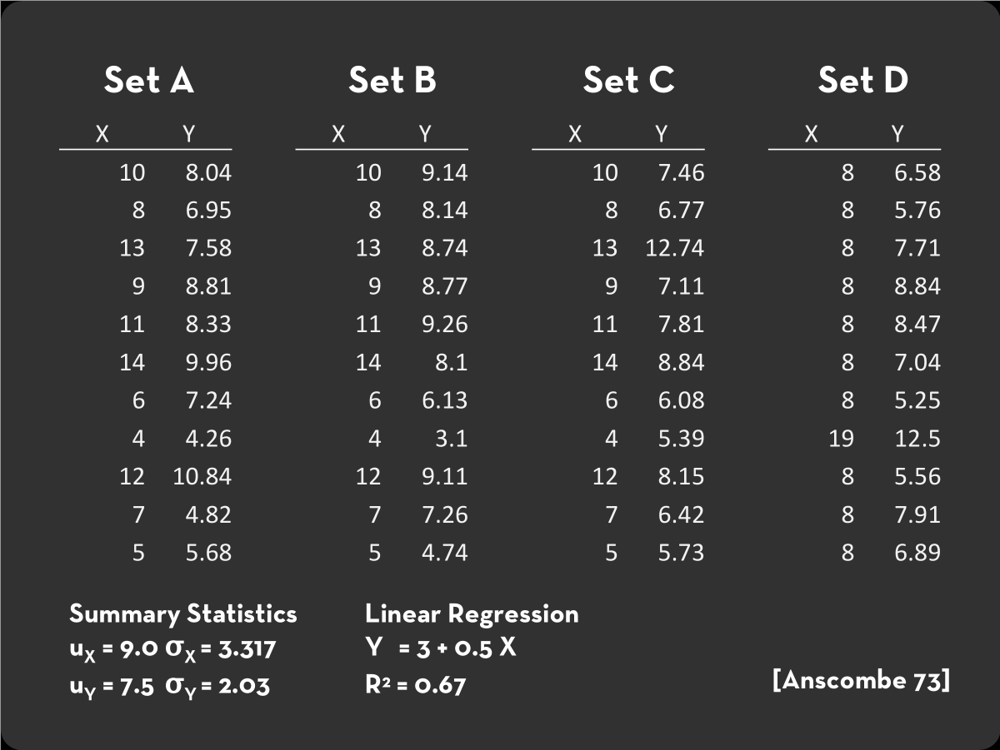 Set A Set B Set C Set D
X Y X Y X Y X Y
10 8.04 10 9.14 10 7.46 8 6.58
8 6.95 8 8.14 8 6.77 8 5.76
13 7.58 13 8.74 13 12.74 8 7.71
9 8.81 9 8.77 9 7.11 8 8.84
11 8.33 11 9.26 11 7.81 8 8.47
14 9.96 14 8.1 14 8.84 8 7.04
6 7.24 6 6.13 6 6.08 8 5.25
4 4.26 4 3.1 4 5.39 19 12.5
12 10.84 12 9.11 12 8.15 8 5.56
7 4.82 7 7.26 7 6.42 8 7.91
5 5.68 5 4.74 5 5.73 8 6.89
Summary Statistics
uX = 9.0 σX = 3.317
uY = 7.5 σY = 2.03
Linear Regression
Y = 3 + 0.5 X
R² = 0.67
[Anscombe 73]